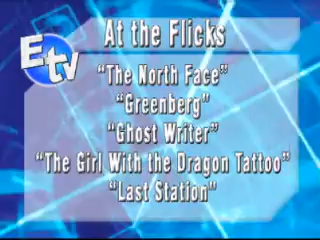 Etv
At the Flicks
"The North Face"
"Greenberg"
"Ghost Writer"
"The Girl With the Dragon Tattoo"
"Last Station"